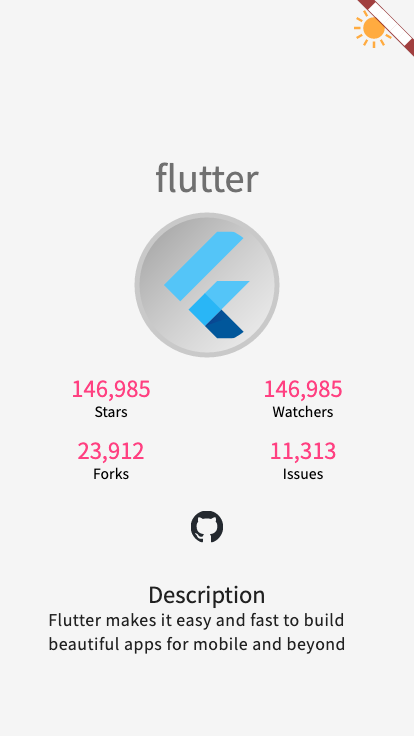 flutter
146,985
146,985
Stars
Watchers
23,912
11,313
Forks
Issues
Description
Flutter makes it easy and fast to build
beautiful apps for mobile and beyond